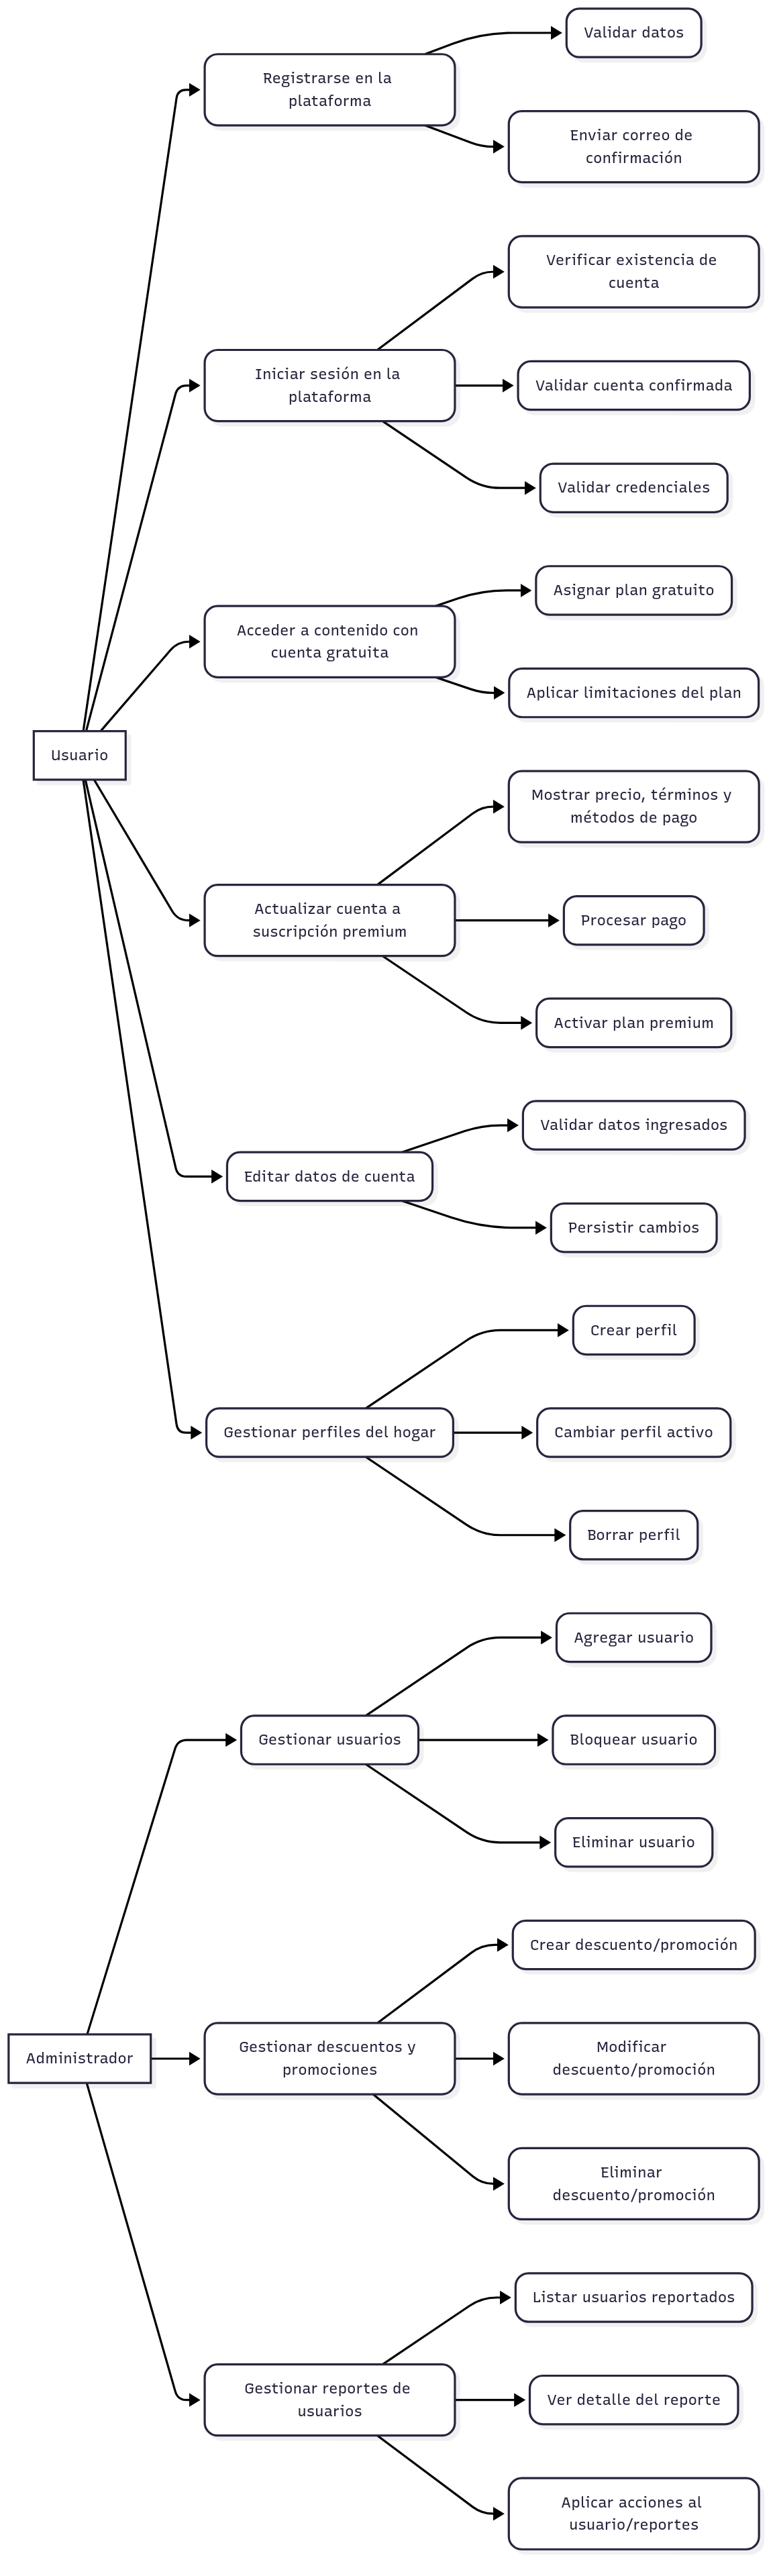 Validar datos
Registrarse en la
plataforma
Enviar correo de
confirmación
Verificar existencia de
cuenta
Iniciar sesión en la
plataforma
Validar cuenta confirmada
Validar credenciales
Asignar plan gratuito
Acceder a contenido con
cuenta gratuita
Aplicar limitaciones del plan
Usuario
Mostrar precio, términos y
métodos de pago
Actualizar cuenta a
suscripción premium
Procesar pago
Activar plan premium
Validar datos ingresados
Editar datos de cuenta
Persistir cambios
Crear perfil
Gestionar perfiles del hogar
Cambiar perfil activo
Borrar perfil
Agregar usuario
Gestionar usuarios
Bloquear usuario
Eliminar usuario
Crear descuento/promoción
Administrador
Gestionar descuentos y
promociones
Modificar
descuento/promoción
Eliminar
descuento/promoción
Listar usuarios reportados
Gestionar reportes de
usuarios
Ver detalle del reporte
Aplicar acciones al
usuario/reportes